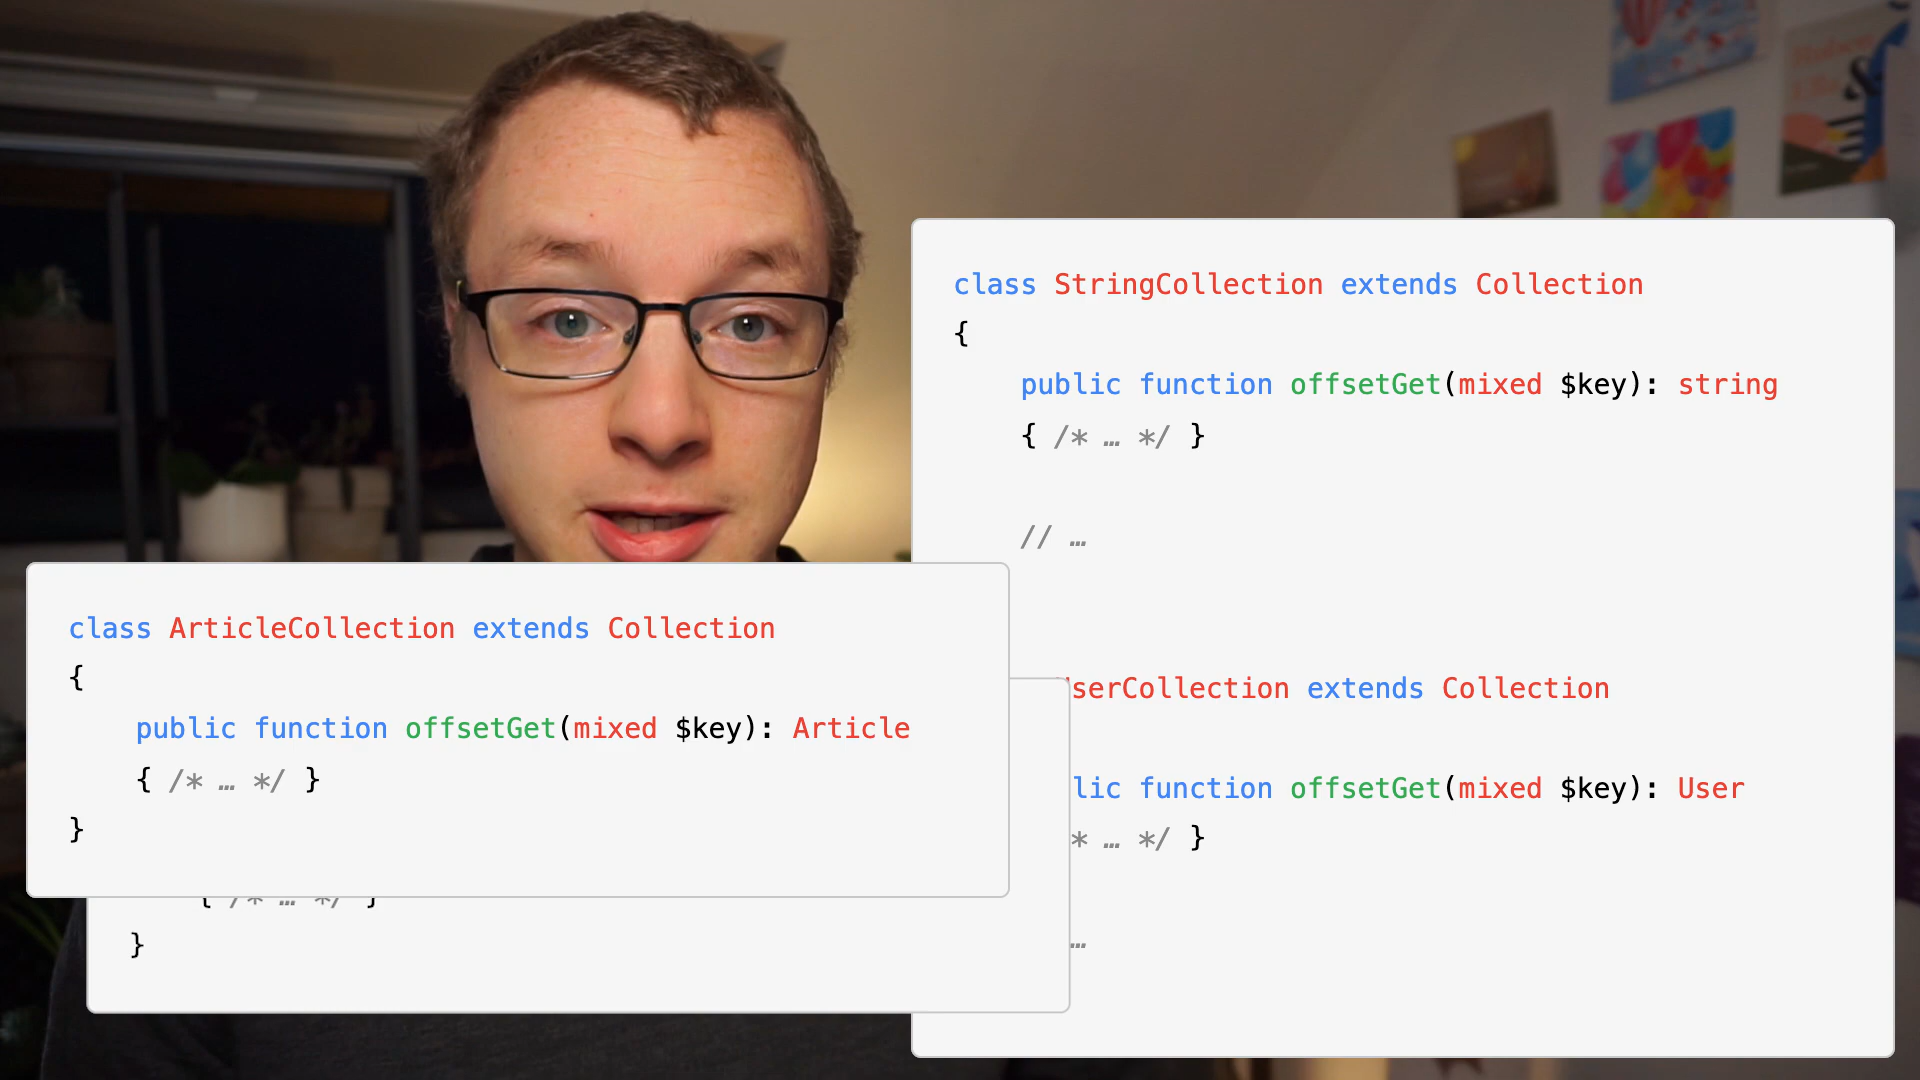 class StringCollection extends Collection
{
public function offsetGet(mixed $key): string
{ /* … */ }
// …
serCollection extends Collection
lic function offsetGet(mixed $key): User
* … */ }
…
class ArticleCollection extends Collection
{
public function offsetGet(mixed $key): Article
{ /* … */ }
}
{ /* … */ }
}
&